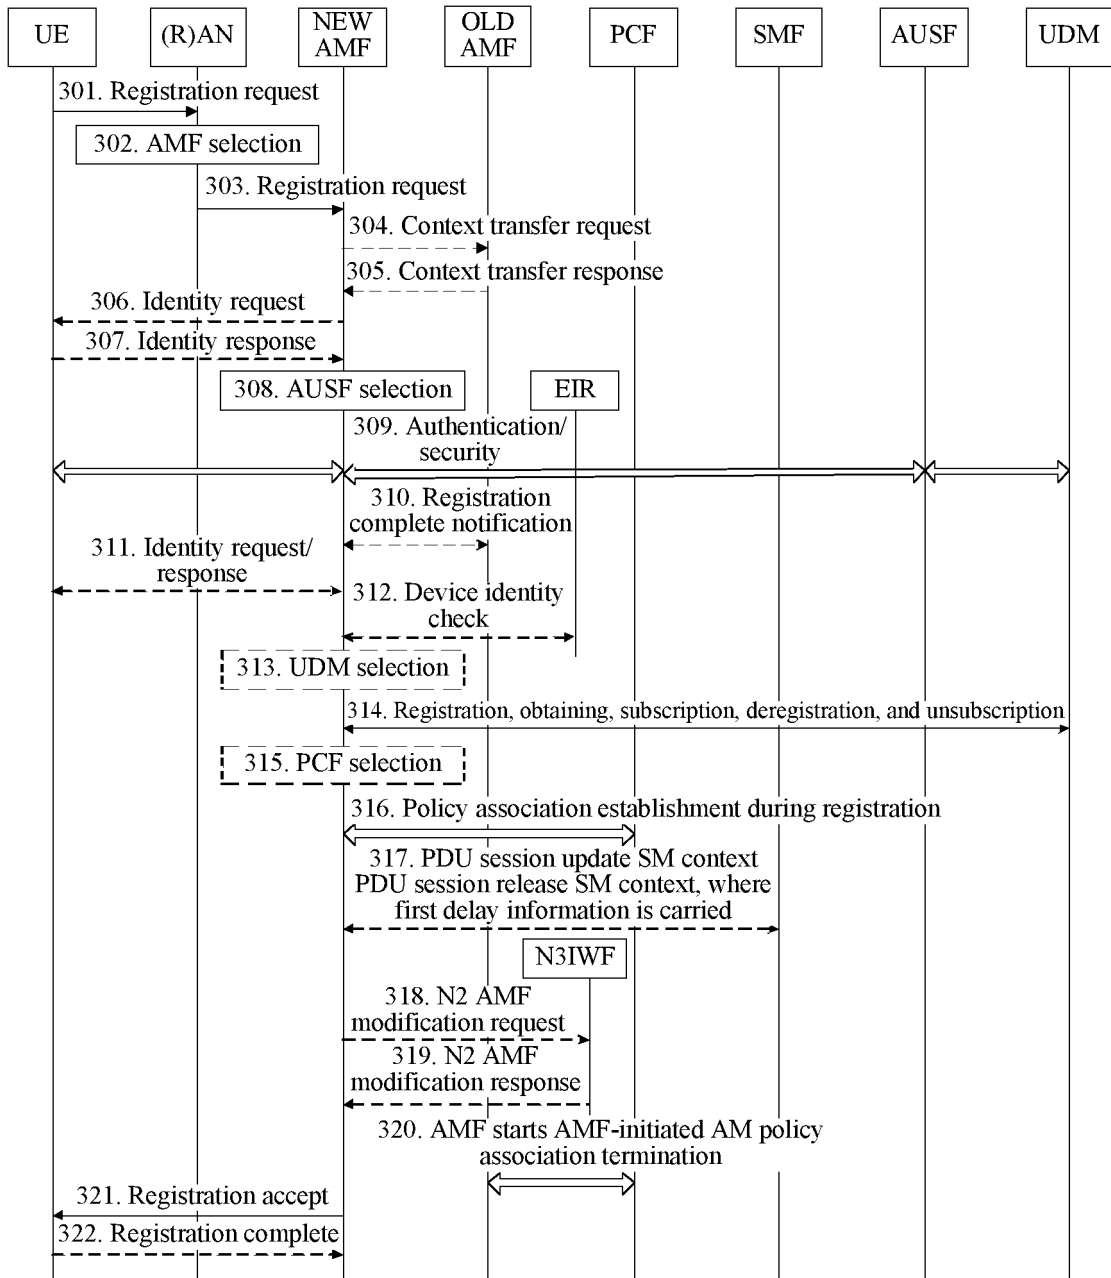 UE
(R)AN
NEW
AMF
OLD
AMF
PCF
SMF
AUSF
UDM
301. Registration request
302. AMF selection
303. Registration request
304. Context transfer request
305. Context transfer response
306. Identity request
307. Identity response
308. AUSF selection
EIR
309. Authentication/
security
310. Registration
complete notification
311. Identity request/
response
312. Device identity
check
313. UDM selection
314. Registration, obtaining, subscription, deregistration, and unsubscription
315. PCF selection
316. Policy association establishment during registration
317. PDU session update SM context
PDU session release SM context, where
first delay information is carried
N3IWF
318. N2 AMF
modification request
319. N2 AMF
modification response
320. AMF starts AMF-initiated AM policy
association termination
321. Registration accept
322. Registration complete